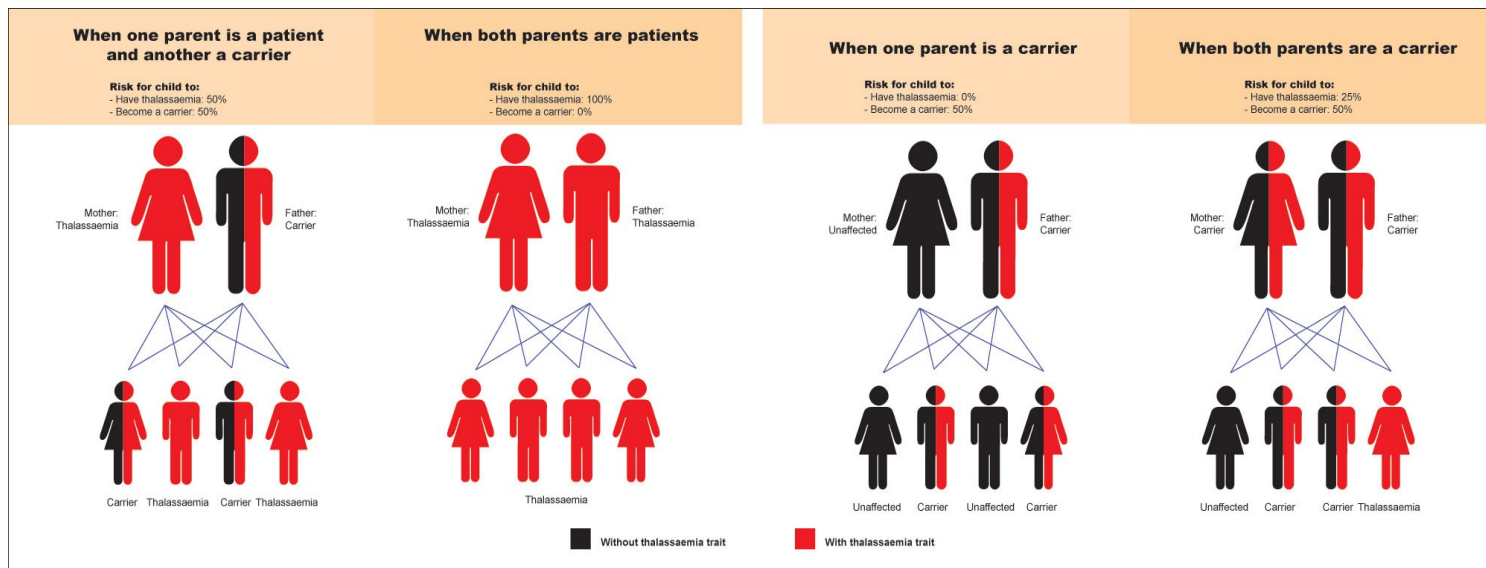 When one parent is a patient
and another a carrier
Risk for child to:
- Have thalassaemia: 50%
- Become a carrier: 50%
Mother:
Thalassaemia
Father:
Carrier
Carrier
Thalassaemia
Carrier
Thalassaemia
When both parents are patients
Risk for child to:
- Have thalassaemia: 100%
- Become a carrier: 0%
Mother:
Thalassaemia
Father:
Thalassaemia
Thalassaemia
When one parent is a carrier
Risk for child to:
- Have thalassaemia: 0%
- Become a carrier: 50%
Mother:
Unaffected
Father:
Carrier
Unaffected
Carrier
Unaffected
Carrier
When both parents are a carrier
Risk for child to:
- Have thalassaemia: 25%
- Become a carrier: 50%
Mother:
Carrier
Father:
Carrier
Unaffected
Carrier
Carrier
Thalassaemia
Without thalassaemia trait
With thalassaemia trait